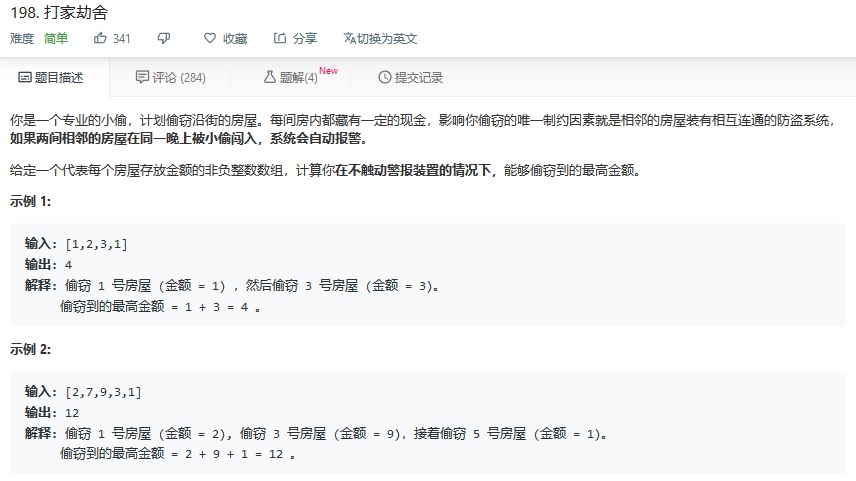 198. 打家劫舍
难度 简单 341 收藏 分享 切换为英文
题目描述 评论 (284) 题解(4) New 提交记录
你是一个专业的小偷，计划偷窃沿街的房屋。每间房内都藏有一定的现金，影响你偷窃的唯一制约因素就是相邻的房屋装有相互连通的防盗系统，
如果两间相邻的房屋在同一晚上被小偷闯入，系统会自动报警。
给定一个代表每个房屋存放金额的非负整数数组，计算你在不触动警报装置的情况下，能够偷窃到的最高金额。
示例 1:
输入: [1,2,3,1]
输出: 4
解释: 偷窃 1 号房屋 (金额 = 1) ，然后偷窃 3 号房屋 (金额 = 3)。
偷窃到的最高金额 = 1 + 3 = 4 。
示例 2:
输入: [2,7,9,3,1]
输出: 12
解释: 偷窃 1 号房屋 (金额 = 2), 偷窃 3 号房屋 (金额 = 9)，接着偷窃 5 号房屋 (金额 = 1)。
偷窃到的最高金额 = 2 + 9 + 1 = 12 。